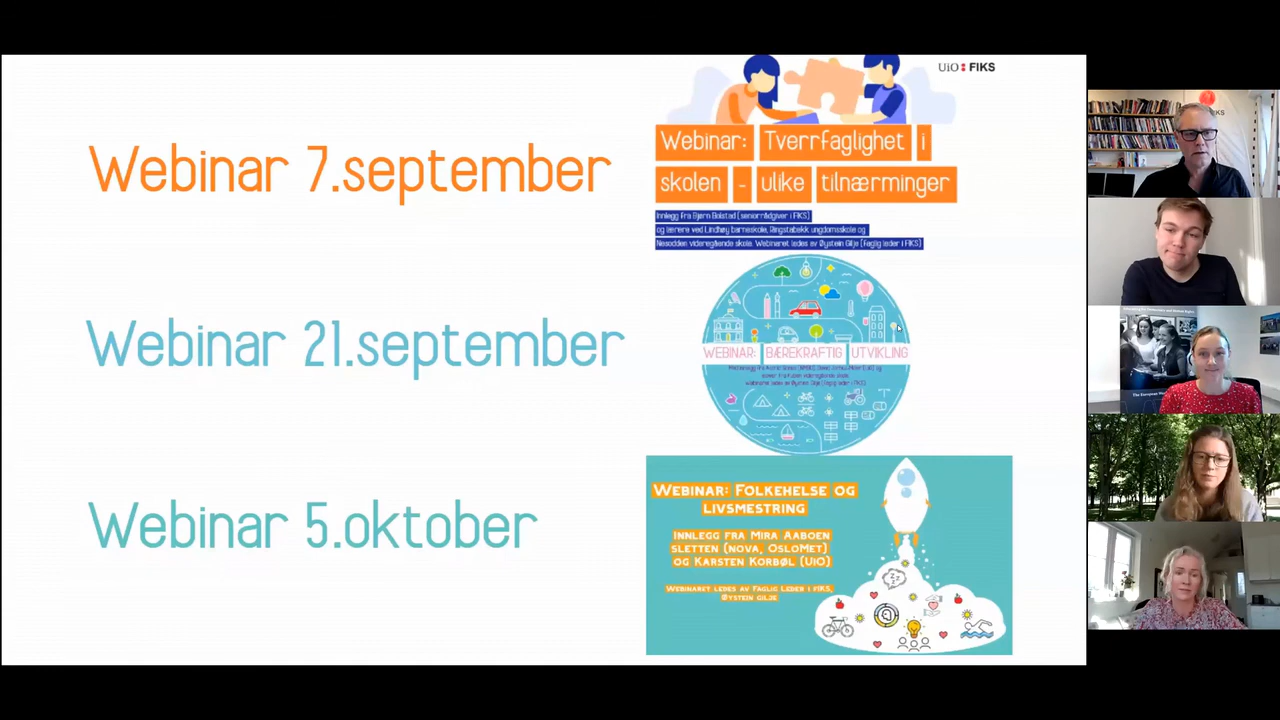 UiO FIKS
Webinar 7.september
Webinar: Tverrfaglighet i
skolen - ulike tilnærminger
Innlegg fra Bjørn Bolstad (seniorrådgiver i FIKS)
og lærere ved Lindhøy barneskole, Ringstabekk ungdomsskole og
Nesodden videregående skole. Webinaret ledes av Øystein Gilje (faglig leder i FIKS)
Webinar 21.september
WEBINAR: BÆREKRAFTIG UTVIKLING
Webinar 5.oktober
WEBINAR: FOLKEHELSE OG
LIVSMESTRING
INNLEGG FRA MIRA AABOEN
SLETTEN (NOVA, OSLOMET)
OG KARSTEN KORBØL (UIO)
WEBINARET LEDES AV FAGLIG LEDER I FIKS,
ØYSTEIN GILJE
The European W